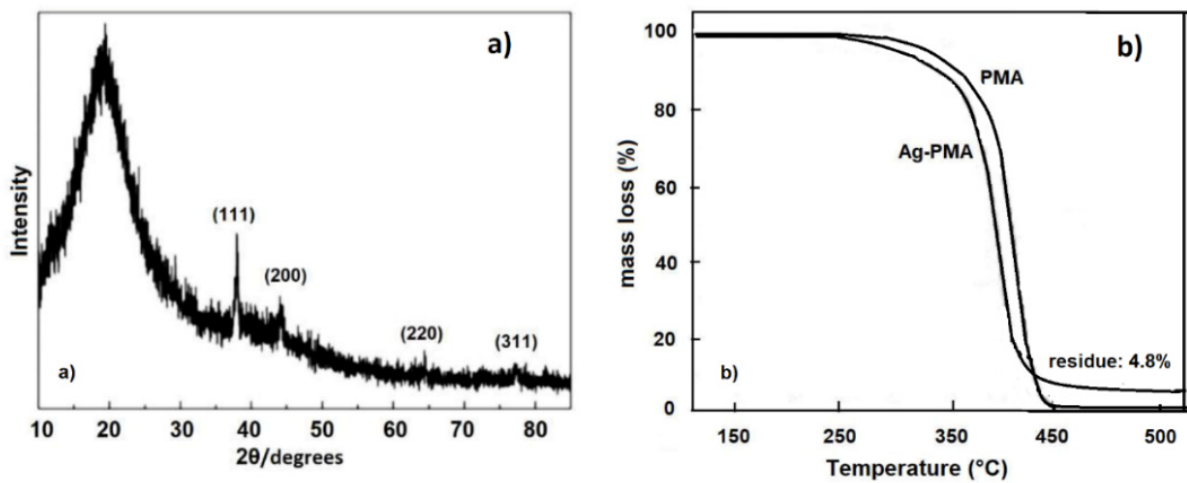 a)
Intensity
(111)
(200)
(220)
(311)
a)
10 20 30 40 50 60 70 80
2θ/degrees
b)
mass loss (%)
100
80
60
40
20
0
PMA
Ag-PMA
residue: 4.8%
b)
150 250 350 450 500
Temperature (°C)